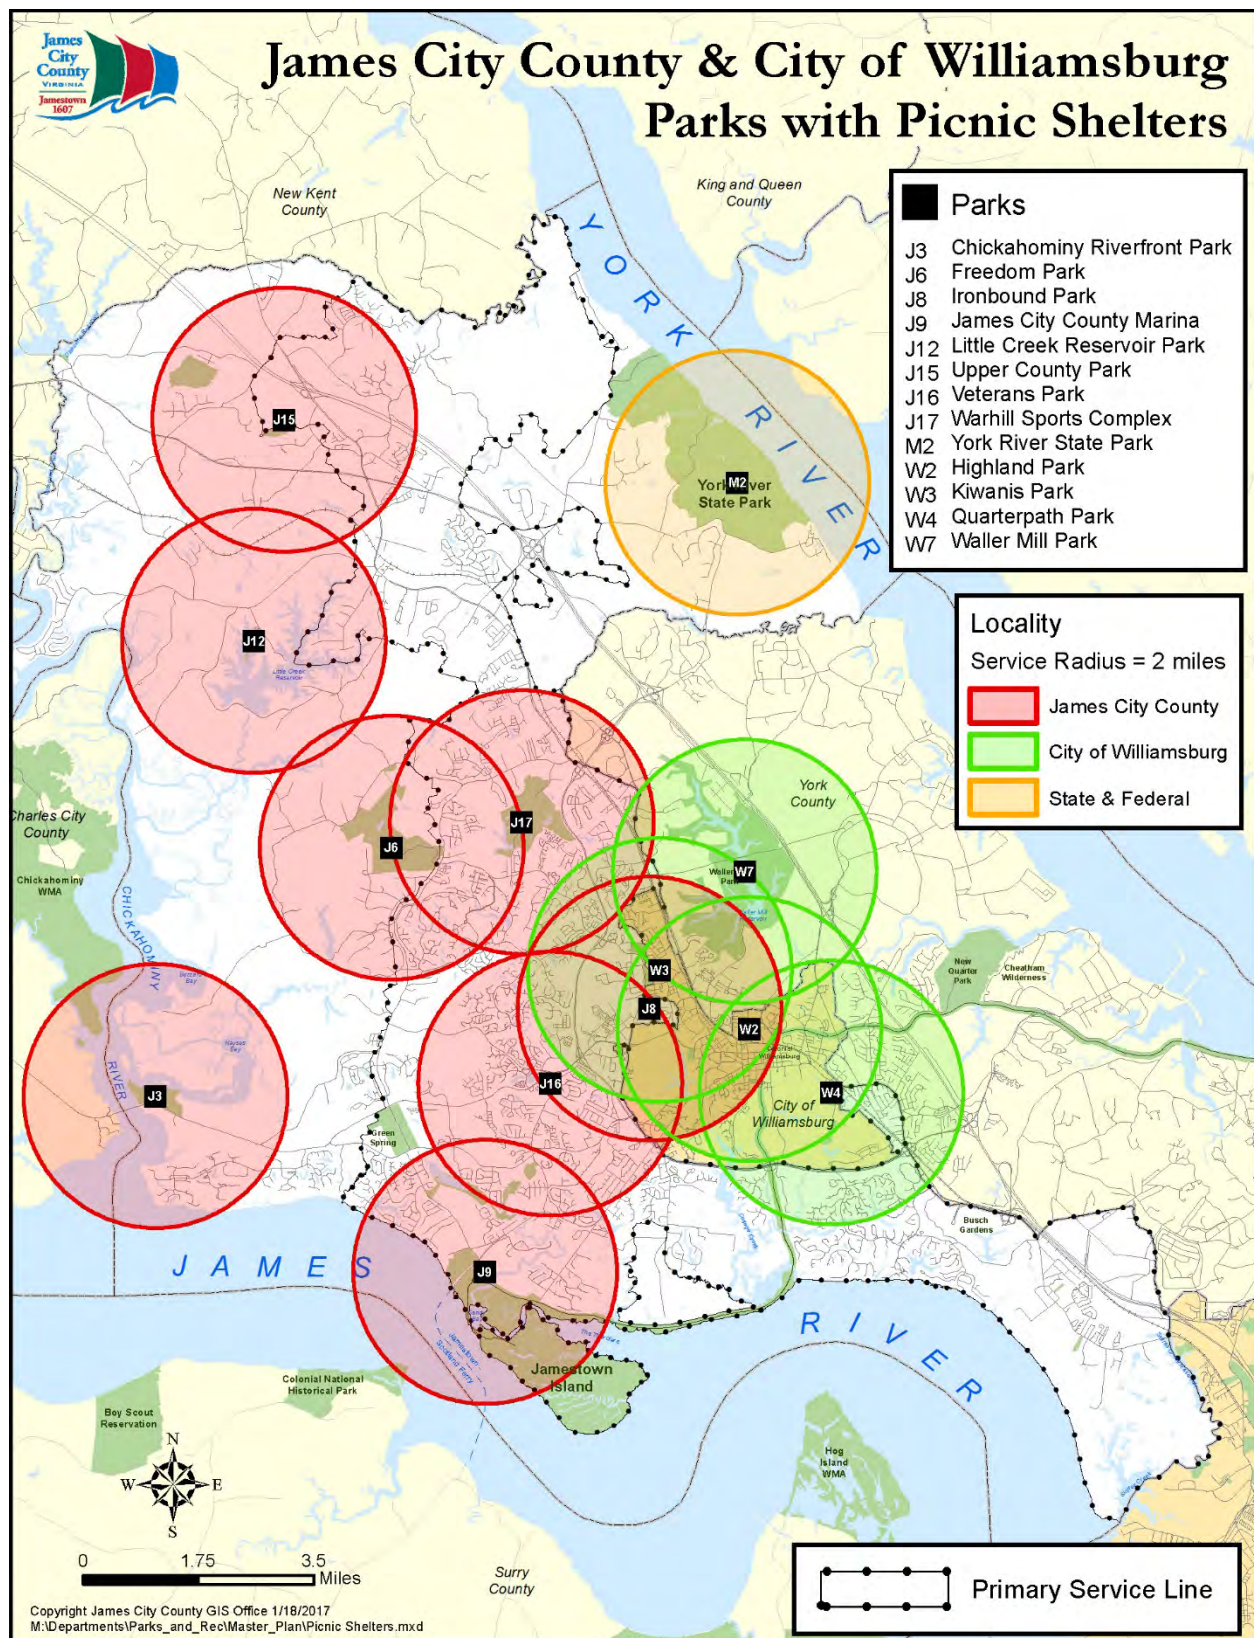 James
City
County
VIRGINIA
Jamestown
1607
James City County & City of Williamsburg
Parks with Picnic Shelters
New Kent
County
King and Queen
County
YORK
RIVER
Parks
J3 Chickahominy Riverfront Park
J6 Freedom Park
J8 Ironbound Park
J9 James City County Marina
J12 Little Creek Reservoir Park
J15 Upper County Park
J16 Veterans Park
J17 Warhill Sports Complex
M2 York River State Park
W2 Highland Park
W3 Kiwanis Park
W4 Quarterpath Park
W7 Waller Mill Park
Locality
Service Radius = 2 miles
James City County
City of Williamsburg
State & Federal
J15
M2
State Park
J12
Little Creek
Reservoir
York
County
J17
J6
W7
Charles City
County
Chickahominy
WMA
CHICKAHOMINY
RIVER
W3
J8
W2
New
Quarter
Park
Cheatham
Wilderness
J3
J16
W4
City of
Williamsburg
Green
Spring
Busch
Gardens
JAMES
J9
RIVER
Jamestown
Island
Colonial National
Historical Park
Boy Scout
Reservation
Hog
Island
WMA
N
W E
S
0 1.75 3.5
Miles
Surry
County
Primary Service Line
Copyright James City County GIS Office 1/18/2017
M:\Departments\Parks_and_Rec\Master_Plan\Picnic Shelters.mxd